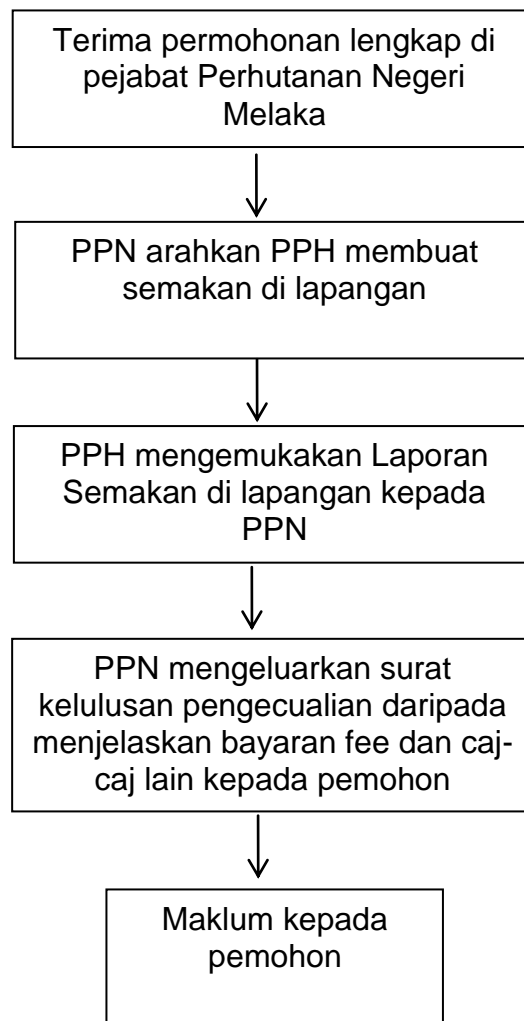 Terima permohonan lengkap di
pejabat Perhutanan Negeri
Melaka
PPN arahkan PPH membuat
semakan di lapangan
PPH mengemukakan Laporan
Semakan di lapangan kepada
PPN
PPN mengeluarkan surat
kelulusan pengecualian daripada
menjelaskan bayaran fee dan caj-
caj lain kepada pemohon
Maklum kepada
pemohon